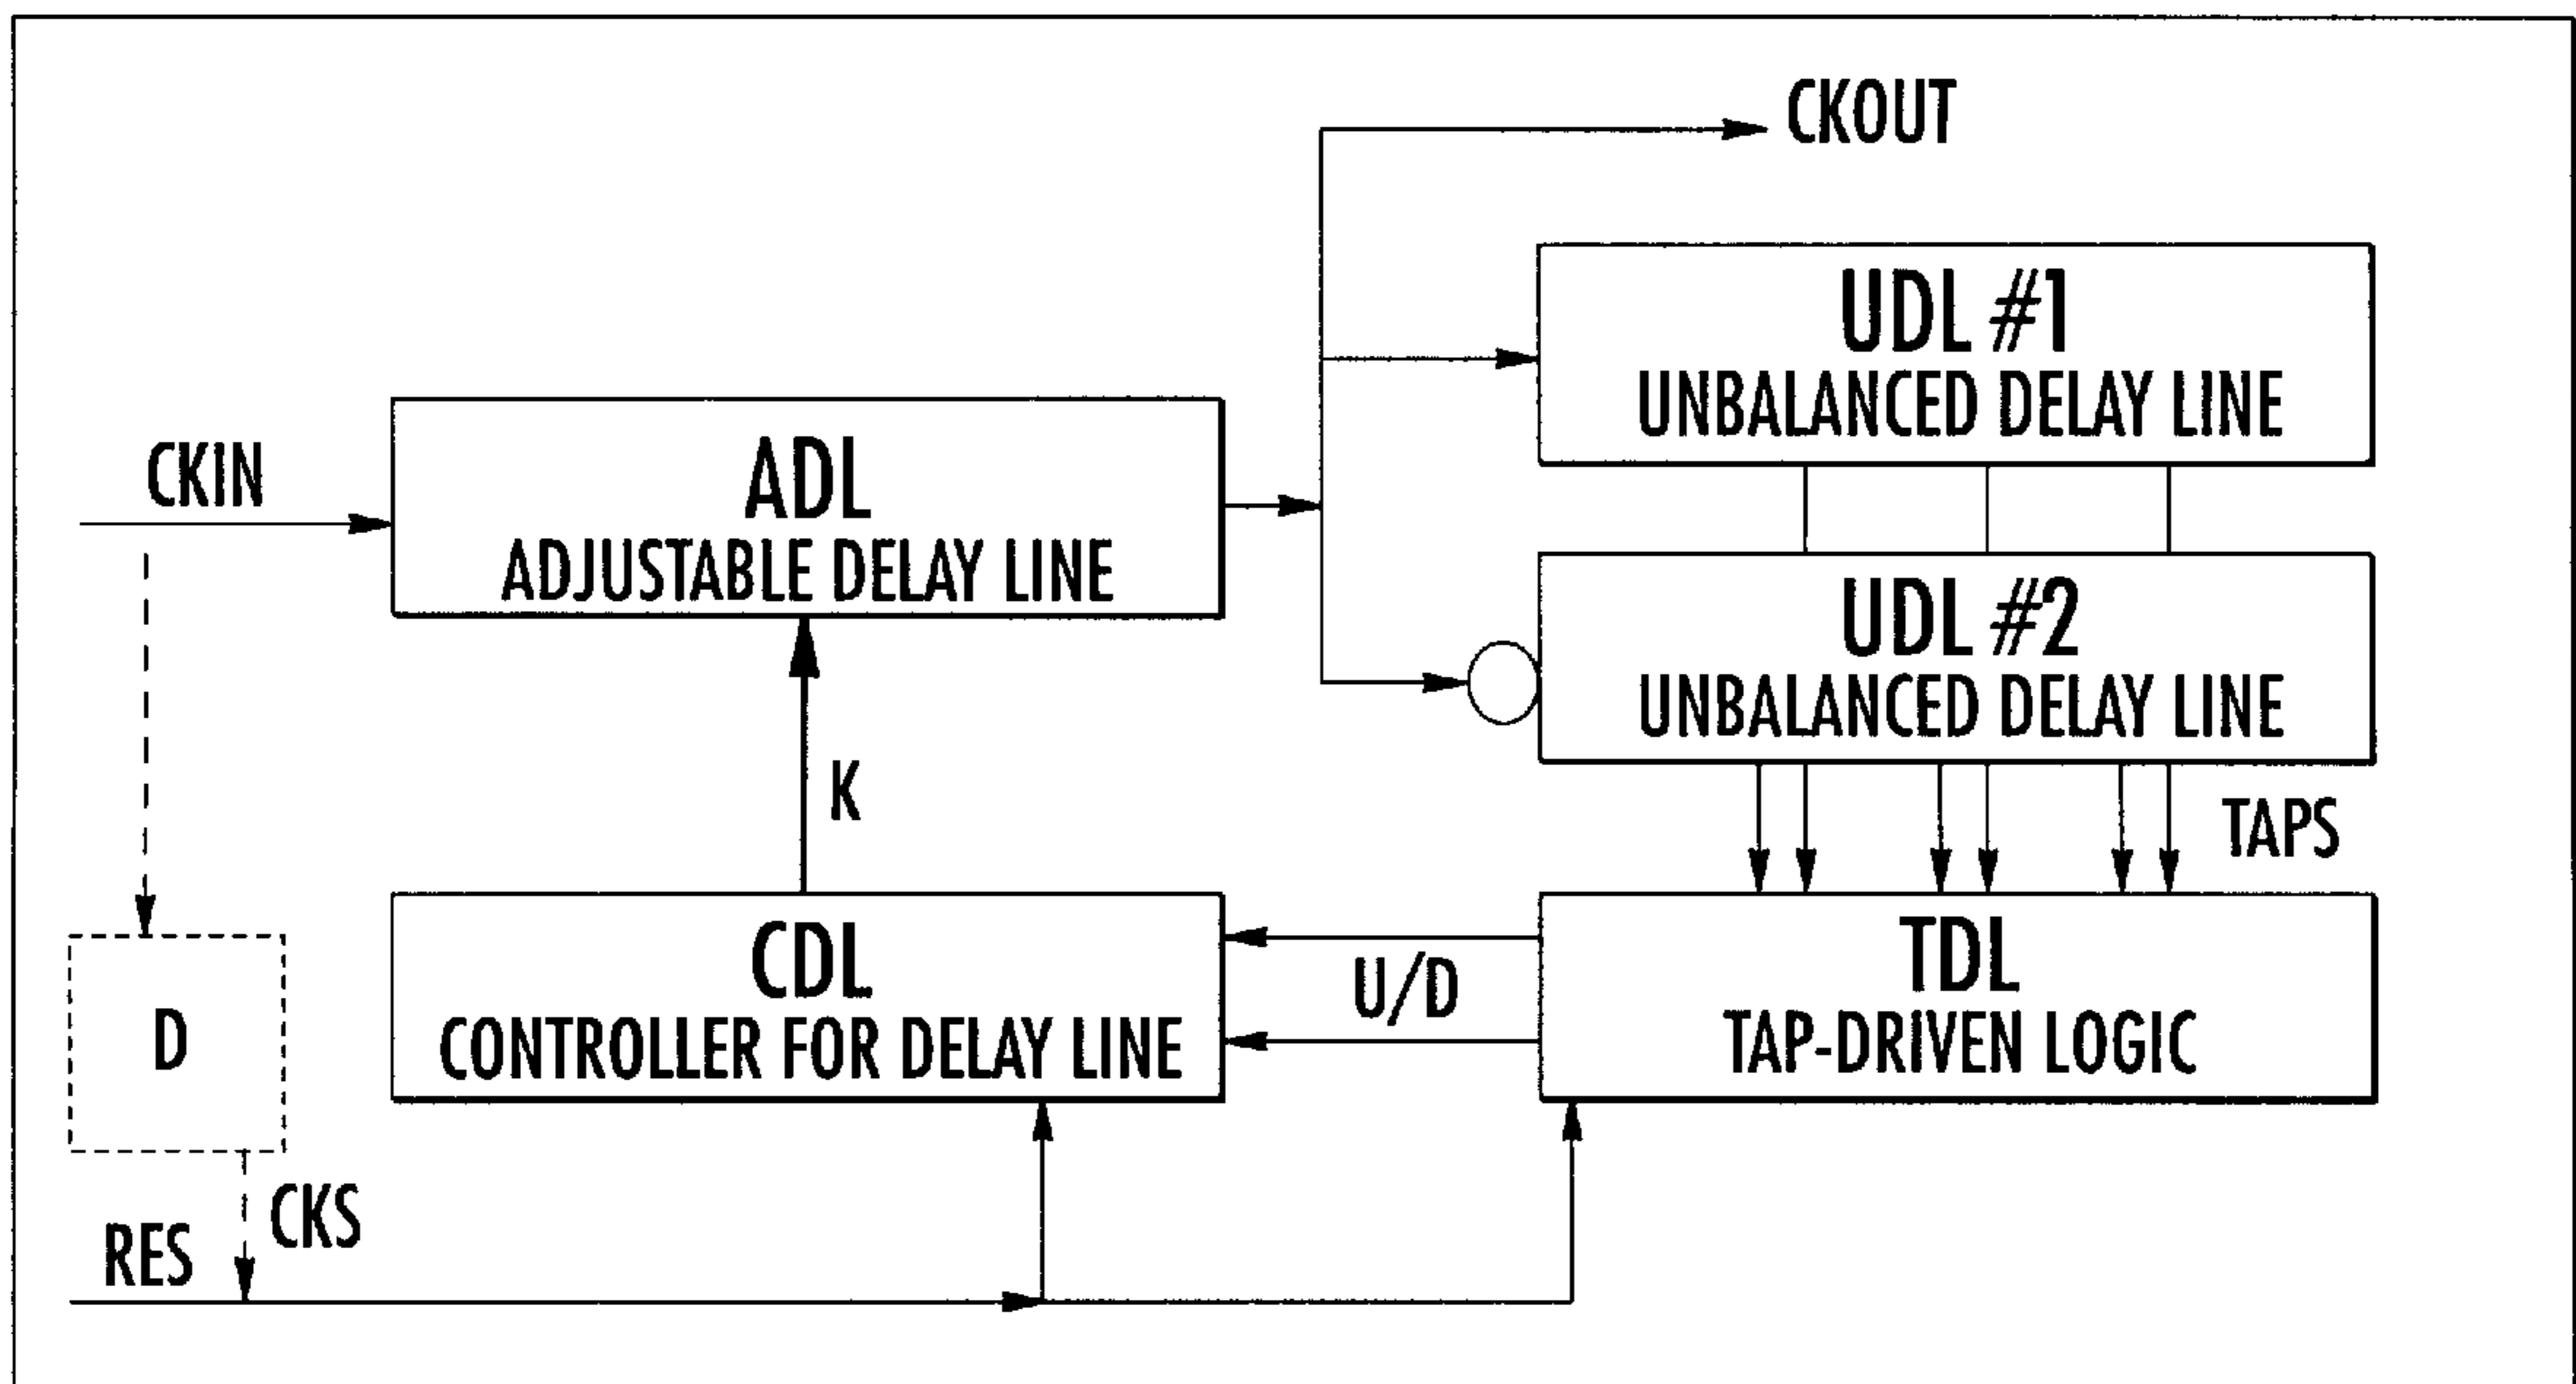 CKOUT
UDL #1
UNBALANCED DELAY LINE
CKIN
ADL
ADJUSTABLE DELAY LINE
UDL #2
UNBALANCED DELAY LINE
K
TAPS
CDL
CONTROLLER FOR DELAY LINE
U/D
TDL
TAP-DRIVEN LOGIC
D
CKS
RES